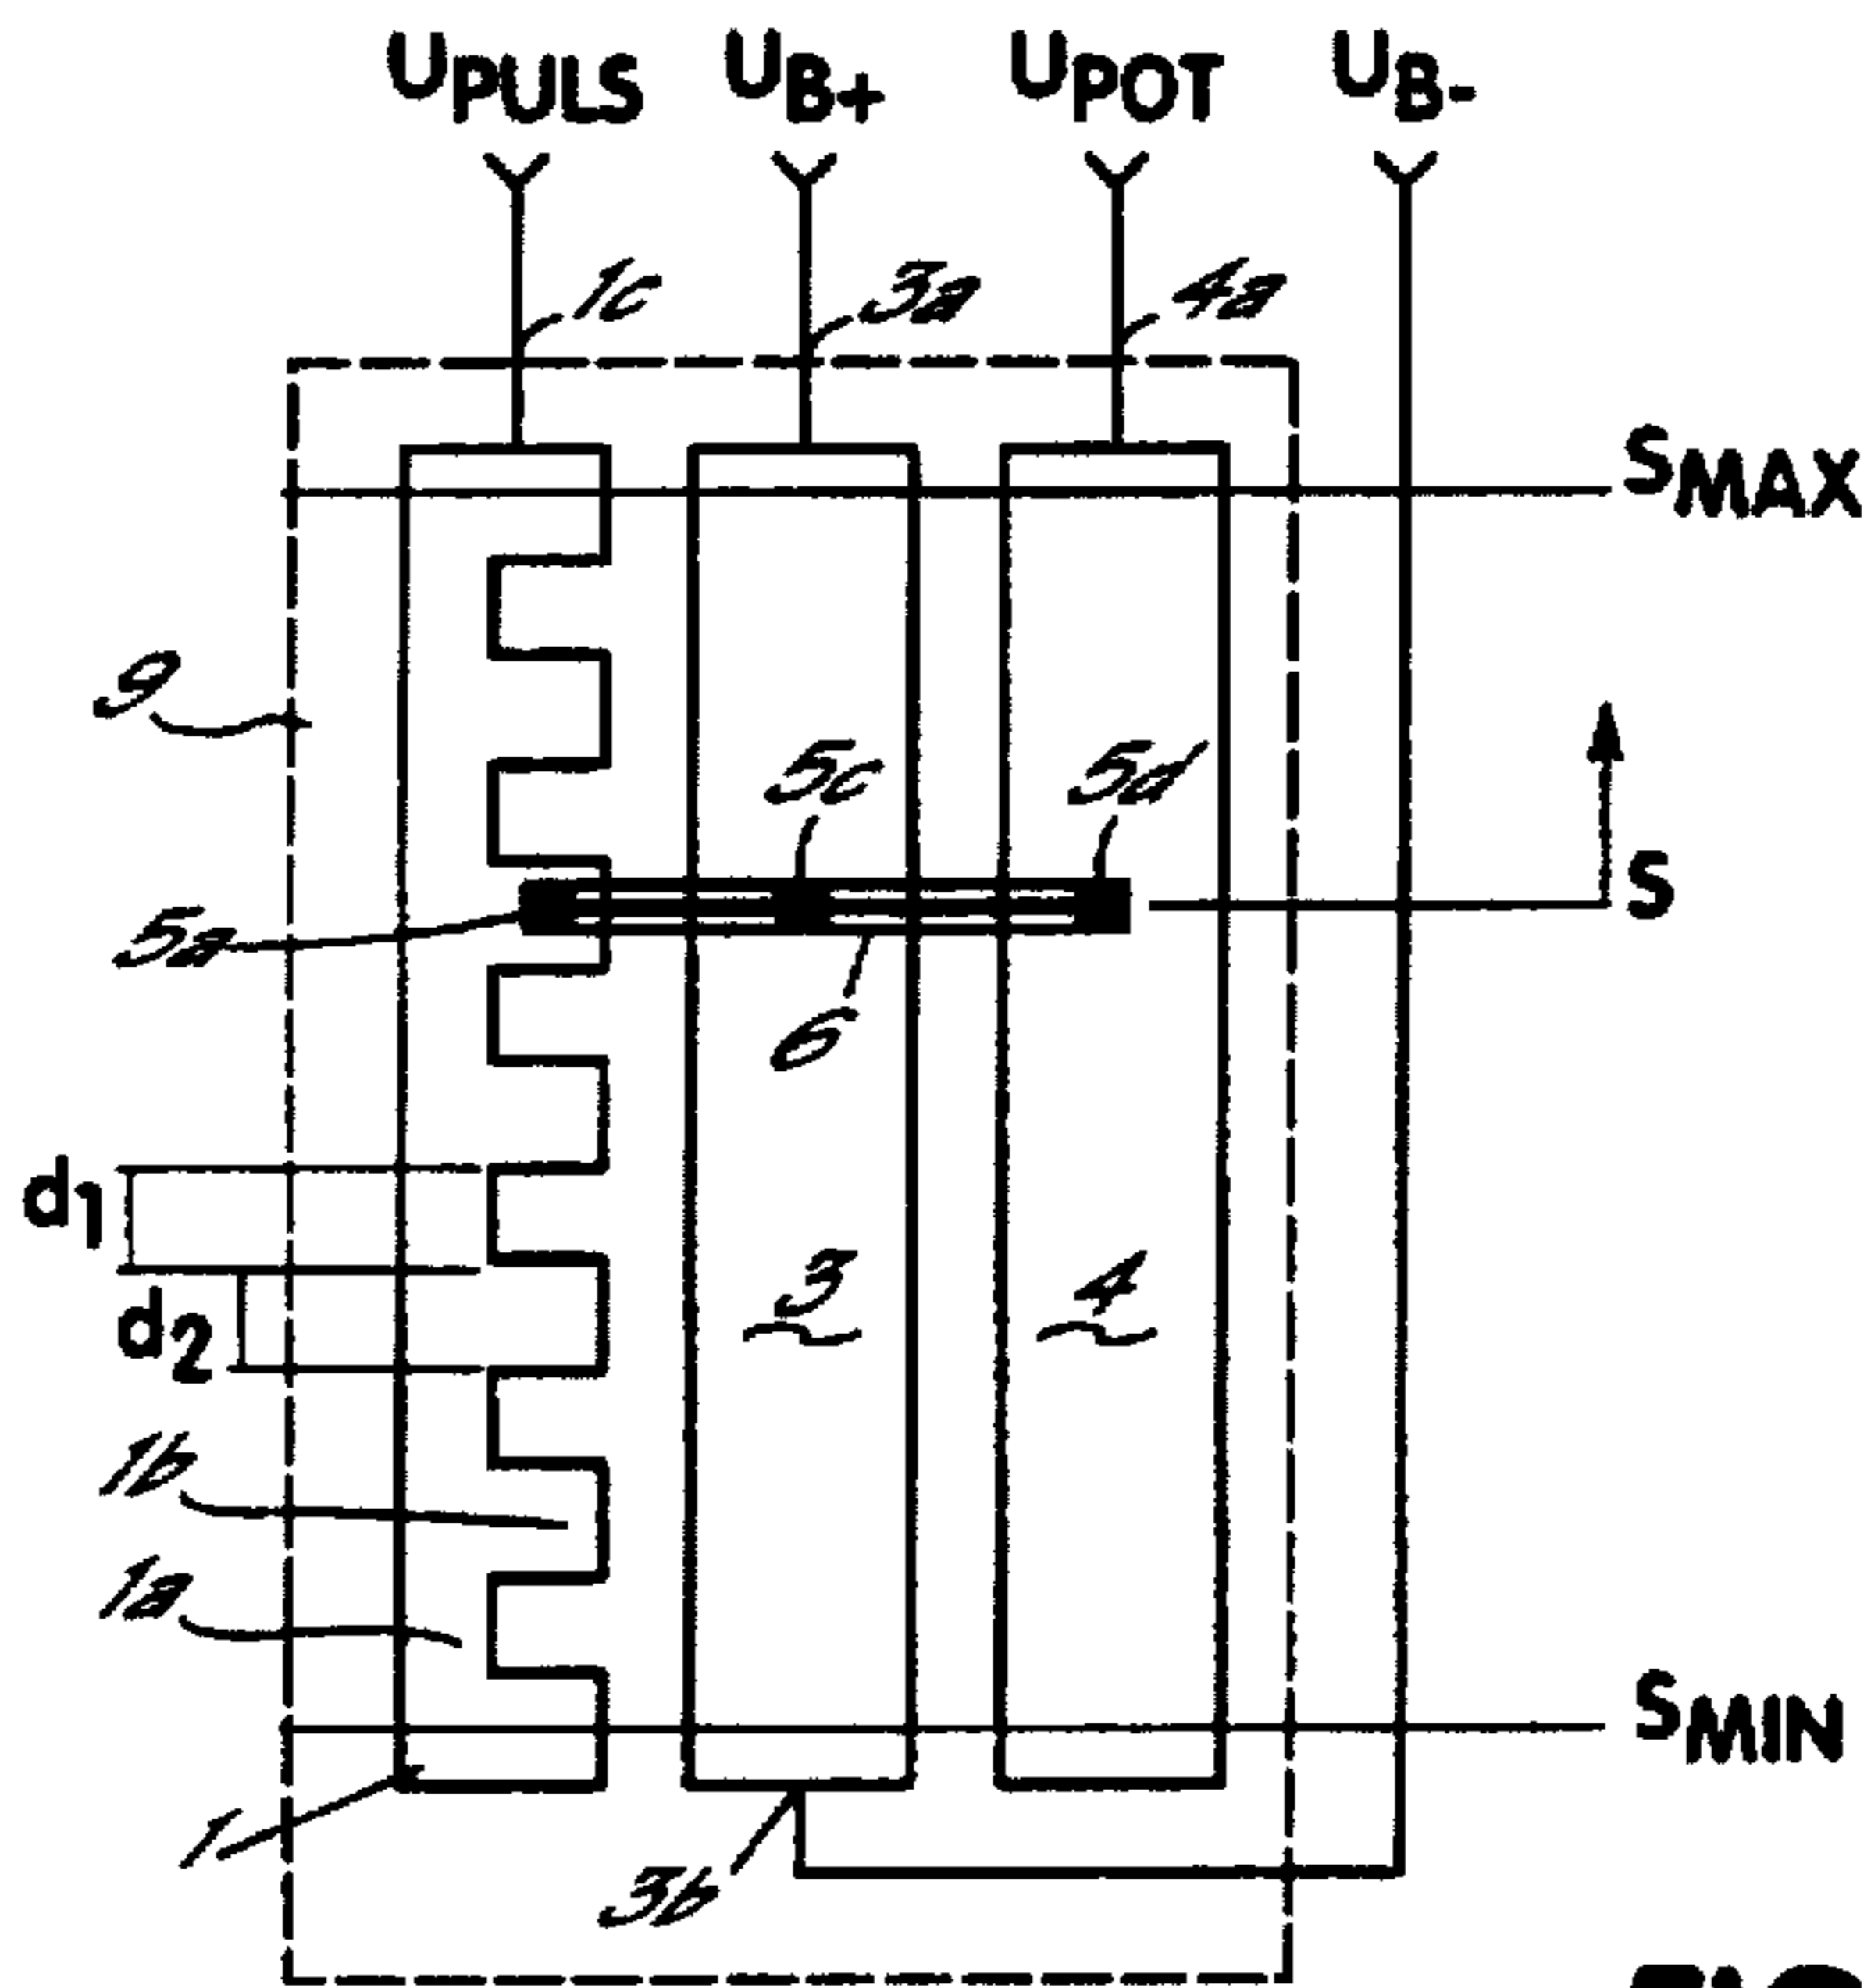 UPULS UB+ UPOT UB-
1c 3a 4a
SMAX
9
5c 5d
S
5a
6
d1
3 4
d2
1b
1a
SMIN
1
3b